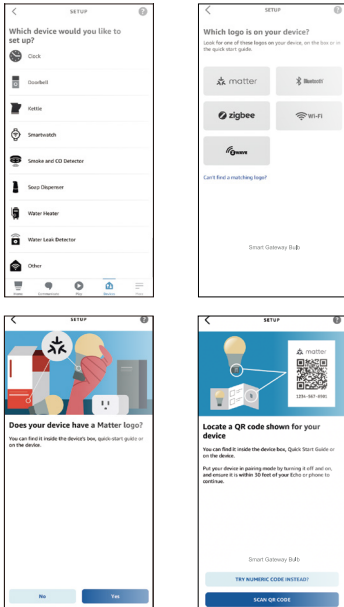 SETUP
?
Which device would you like to
set up?
Clock
Doorbell
Kettle
Smartwatch
Smoke and CO Detector
Soap Dispenser
Water Heater
Water Leak Detector
Other
Home
Communicate
Play
Devices
More
SETUP
?
Which logo is on your device?
Look for one of these logos on your device, on the box or in
the quick start guide.
matter
Bluetooth
zigbee
WI-FI
Can't find a matching logo?
Smart Gateway Bulb
SETUP
?
Does your device have a Matter logo?
You can find it inside the device's box, quick-start guide or
on the device.
No
Yes
SETUP
?
matter
Locate a QR code shown for your
device
You can find it inside the device box, Quick Start Guide or
on the device.
Put your device in pairing mode by turning it off and on,
and ensure it is within 30 feet of your Echo or phone to
continue.
Smart Gateway Bulb
TRY NUMERIC CODE INSTEAD?
SCAN QR CODE